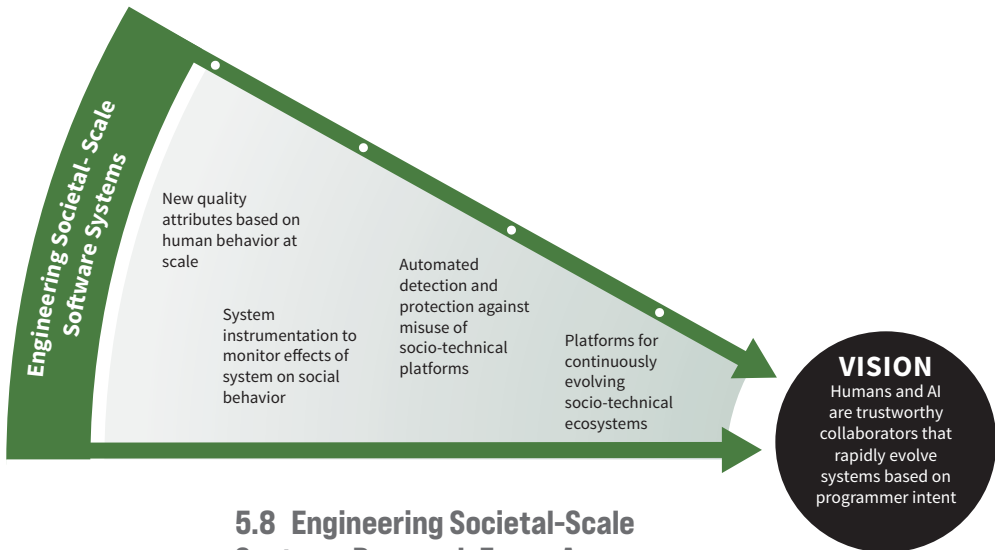 Engineering Societal- Scale
Software Systems
New quality
attributes based on
human behavior at
scale
System
instrumentation to
monitor effects of
system on social
behavior
Automated
detection and
protection against
misuse of
socio-technical
platforms
Platforms for
continuously
evolving
socio-technical
ecosystems
VISION
Humans and AI
are trustworthy
collaborators that
rapidly evolve
systems based on
programmer intent
5.8 Engineering Societal-Scale